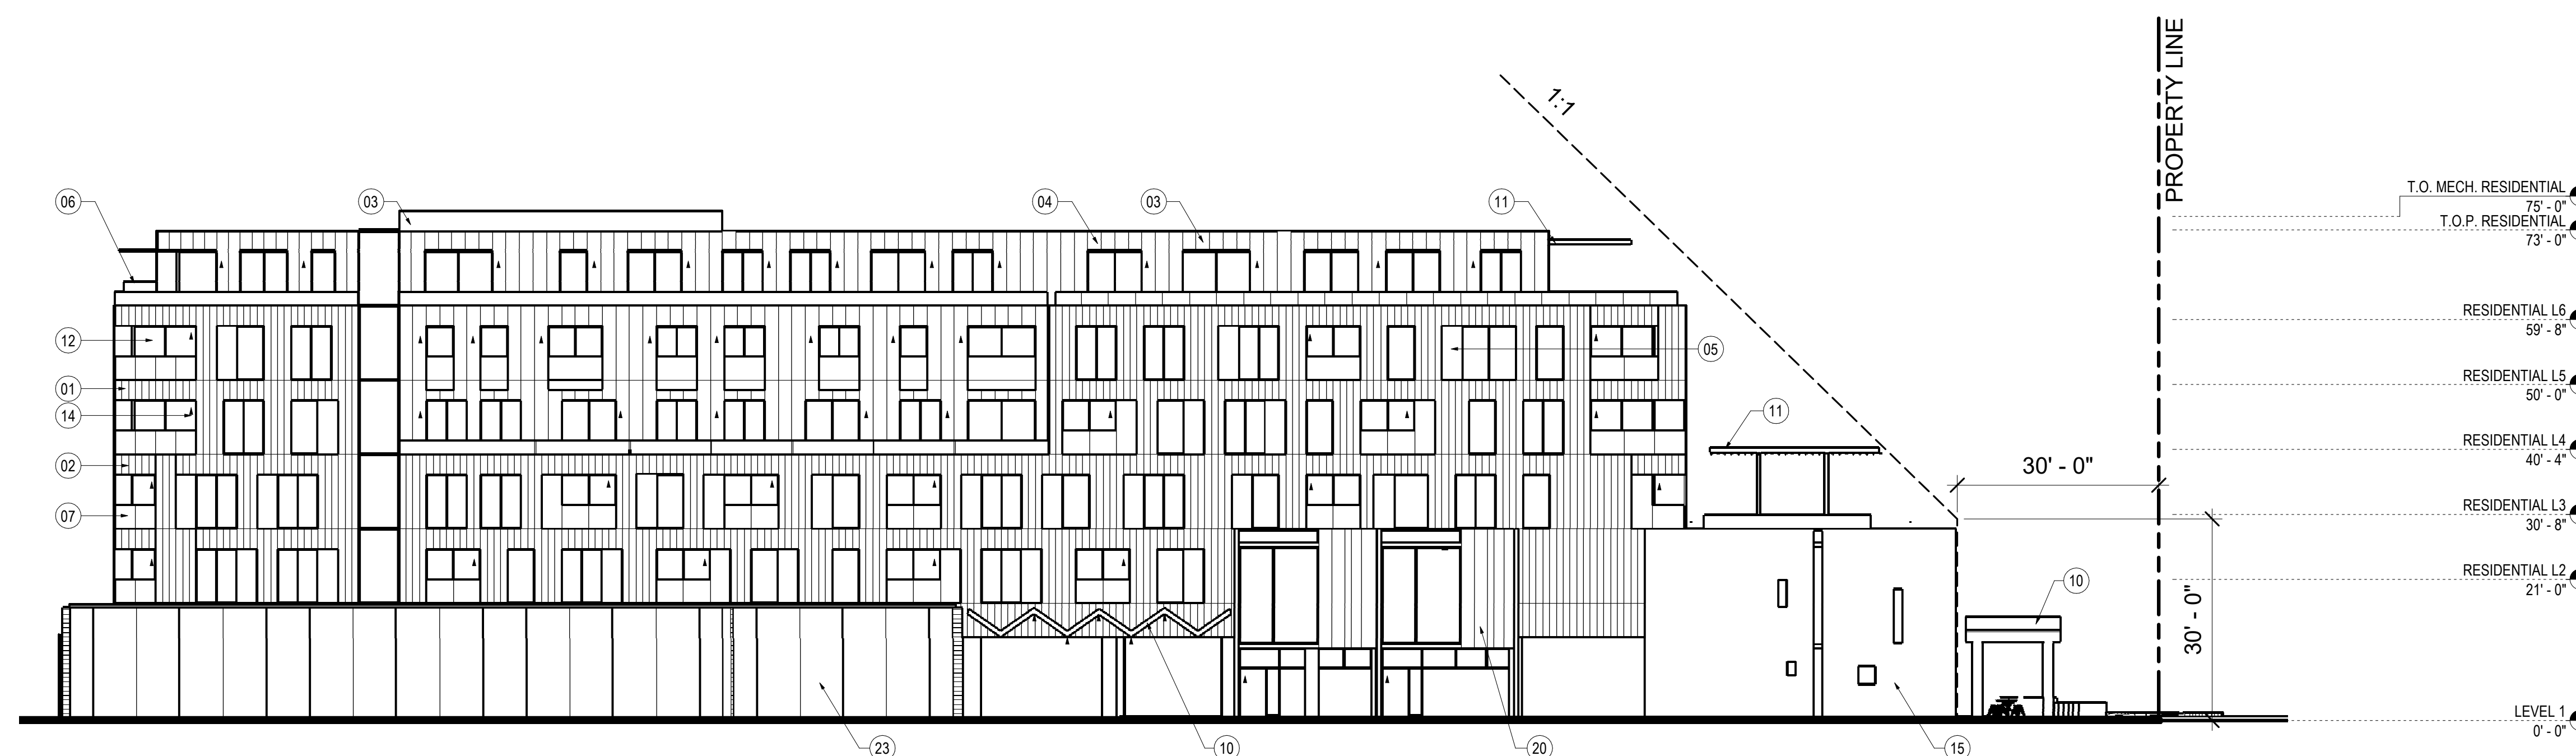 PROPERTY LINE
1:1
T.O. MECH. RESIDENTIAL
75' - 0"
T.O.P. RESIDENTIAL
73' - 0"
06
03
04
03
11
RESIDENTIAL L6
59' - 8"
12
05
RESIDENTIAL L5
50' - 0"
01
14
11
RESIDENTIAL L4
40' - 4"
02
30' - 0"
07
RESIDENTIAL L3
30' - 8"
10
RESIDENTIAL L2
21' - 0"
30' - 0"
LEVEL 1
0' - 0"
23
10
20
15